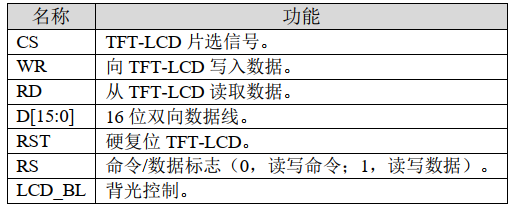 名称 功能
CS TFT-LCD 片选信号。
WR 向 TFT-LCD 写入数据。
RD 从 TFT-LCD 读取数据。
D[15:0] 16 位双向数据线。
RST 硬复位 TFT-LCD。
RS 命令/数据标志（0，读写命令；1，读写数据）。
LCD_BL 背光控制。